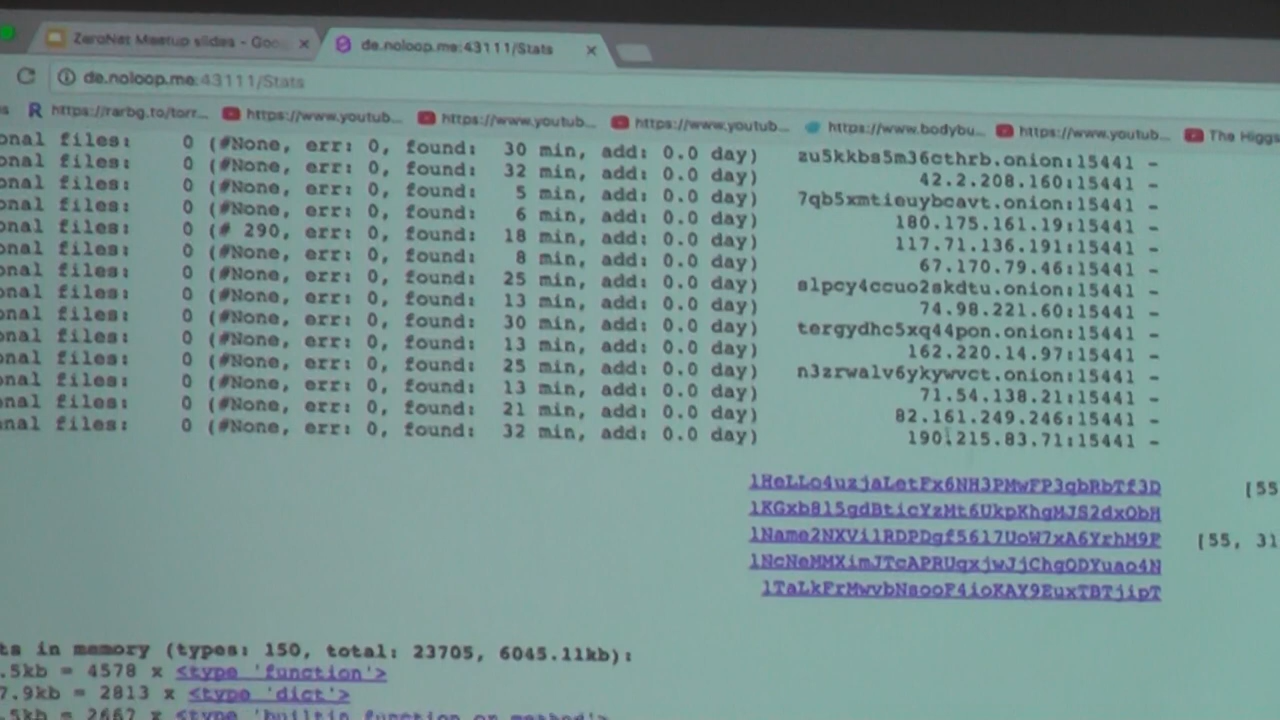 ZeroNet Meetup slides - Goo
de.noloop.me:43111/Stats
de.noloop.me:43111/Stats
https://rarbg.to/torr... https://www.youtub... https://www.youtub... https://www.youtub... https://www.bodybu... https://www.youtub... The Higgs
onal files: 0 (#None, err: 0, found: 30 min, add: 0.0 day) zu5kkbs5m36cthrb.onion:15441 -
onal files: 0 (#None, err: 0, found: 32 min, add: 0.0 day) 42.2.208.160:15441 -
onal files: 0 (#None, err: 0, found: 5 min, add: 0.0 day) 7qb5xmtieuybcavt.onion:15441 -
onal files: 0 (#None, err: 0, found: 6 min, add: 0.0 day) 180.175.161.19:15441 -
onal files: 0 (# 290, err: 0, found: 18 min, add: 0.0 day) 117.71.136.191:15441 -
onal files: 0 (#None, err: 0, found: 8 min, add: 0.0 day) 67.170.79.46:15441 -
onal files: 0 (#None, err: 0, found: 25 min, add: 0.0 day) slpcy4ccuo2skdtu.onion:15441 -
onal files: 0 (#None, err: 0, found: 13 min, add: 0.0 day) 74.98.221.60:15441 -
onal files: 0 (#None, err: 0, found: 30 min, add: 0.0 day) tergydhc5xq44pon.onion:15441 -
onal files: 0 (#None, err: 0, found: 13 min, add: 0.0 day) 162.220.14.97:15441 -
onal files: 0 (#None, err: 0, found: 25 min, add: 0.0 day) n3zrwalv6ykywvct.onion:15441 -
onal files: 0 (#None, err: 0, found: 13 min, add: 0.0 day) 71.54.138.21:15441 -
onal files: 0 (#None, err: 0, found: 21 min, add: 0.0 day) 82.161.249.246:15441 -
onal files: 0 (#None, err: 0, found: 32 min, add: 0.0 day) 190.215.83.71:15441 -
1HeLLo4uzjaLetFx6NH3PMwFP3qbRbTf3D [55
1KGxb815gdBticYzMt6UkpKhgMJS2dxQbH
1Name2NXVi1RDPDgf5617UoW7xA6YrhM9F [55, 31
1NcNeMMXimJTcAPRUqxjwJjChgQDYuao4N
1TaLkFrMwvbNsooF4ioKAY9EuxTBTjipT
ts in memory (types: 150, total: 23705, 6045.11kb):
.5kb = 4578 x <type 'function'>
7.9kb = 2813 x <type 'dict'>
.5kb = 2667 x <type 'builtin_function_or_method'>